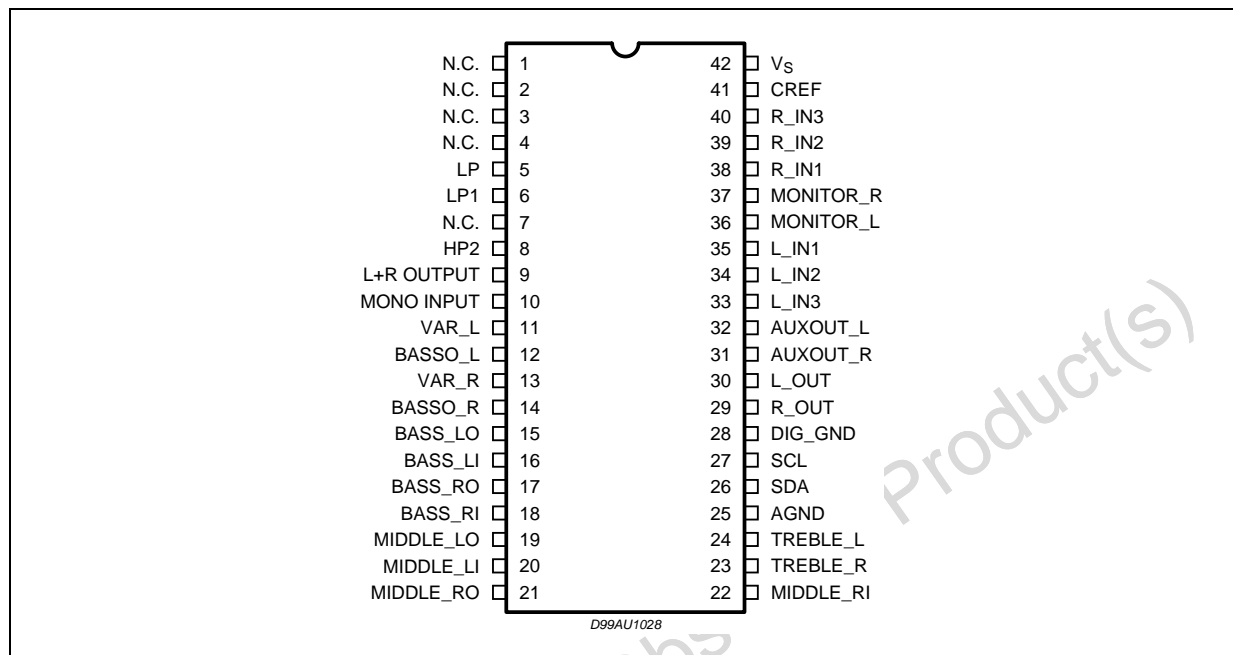 N.C. 1 42 VS
N.C. 2 41 CREF
N.C. 3 40 R_IN3
N.C. 4 39 R_IN2
LP 5 38 R_IN1
LP1 6 37 MONITOR_R
N.C. 7 36 MONITOR_L
HP2 8 35 L_IN1
L+R OUTPUT 9 34 L_IN2
MONO INPUT 10 33 L_IN3
VAR_L 11 32 AUXOUT_L
BASSO_L 12 31 AUXOUT_R
VAR_R 13 30 L_OUT
BASSO_R 14 29 R_OUT
BASS_LO 15 28 DIG_GND
BASS_LI 16 27 SCL
BASS_RO 17 26 SDA
BASS_RI 18 25 AGND
MIDDLE_LO 19 24 TREBLE_L
MIDDLE_LI 20 23 TREBLE_R
MIDDLE_RO 21 22 MIDDLE_RI
D99AU1028
Product(s)